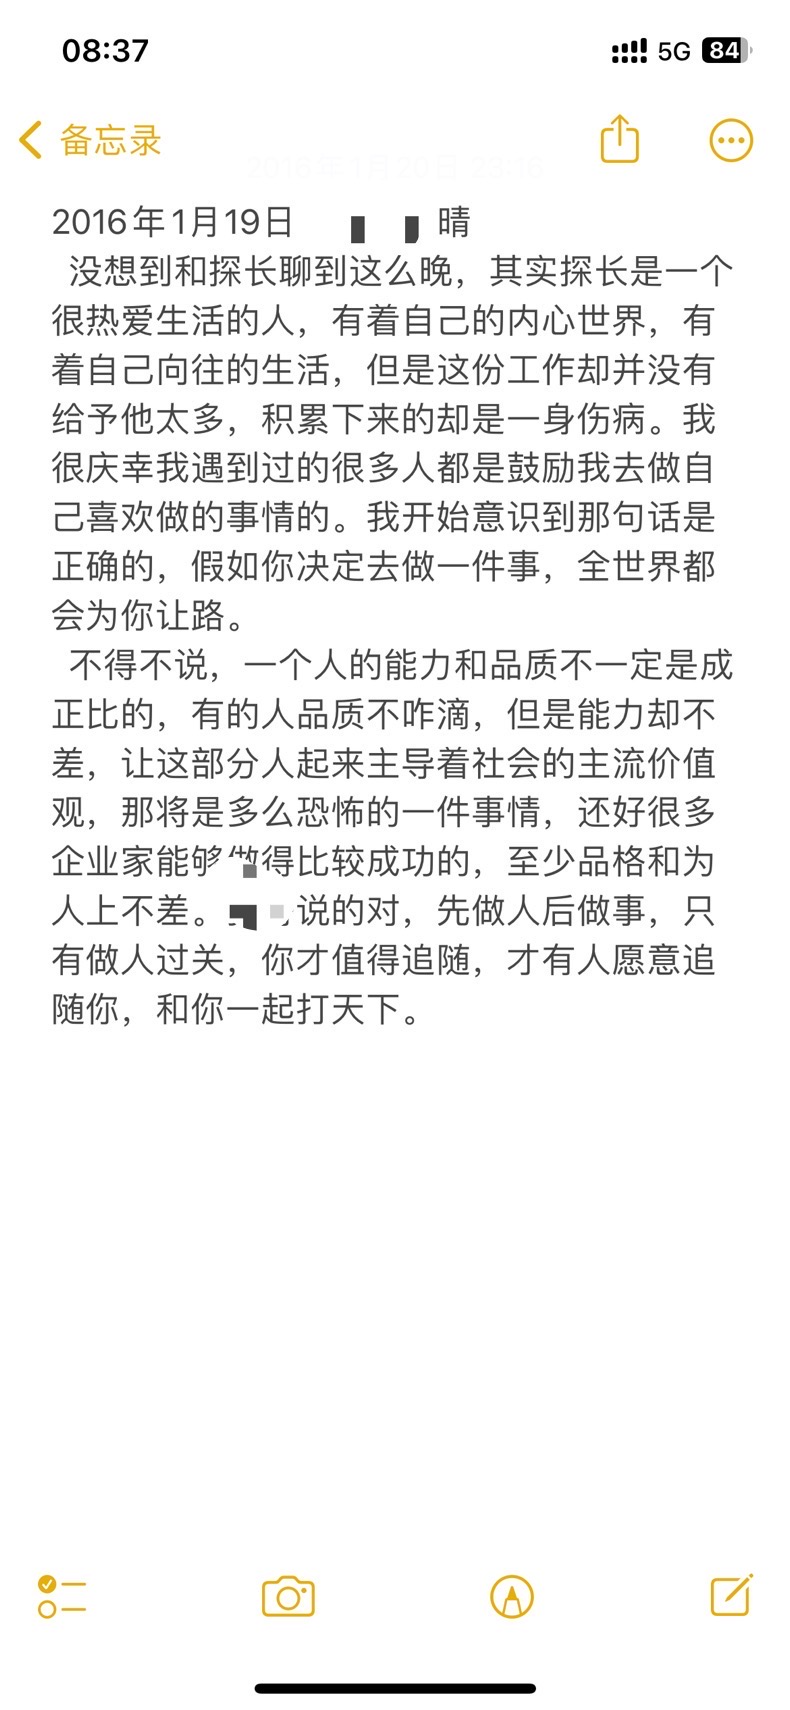 08:37
5G 84
备忘录
2016年1月20日 23:16
2016年1月19日 晴
没想到和探长聊到这么晚，其实探长是一个
很热爱生活的人，有着自己的内心世界，有
着自己向往的生活，但是这份工作却并没有
给予他太多，积累下来的却是一身伤病。我
很庆幸我遇到过的很多人都是鼓励我去做自
己喜欢做的事情的。我开始意识到那句话是
正确的，假如你决定去做一件事，全世界都
会为你让路。
不得不说，一个人的能力和品质不一定是成
正比的，有的人品质不咋滴，但是能力却不
差，让这部分人起来主导着社会的主流价值
观，那将是多么恐怖的一件事情，还好很多
企业家能够做得比较成功的，至少品格和为
人上不差。说的对，先做人后做事，只
有做人过关，你才值得追随，才有人愿意追
随你，和你一起打天下。